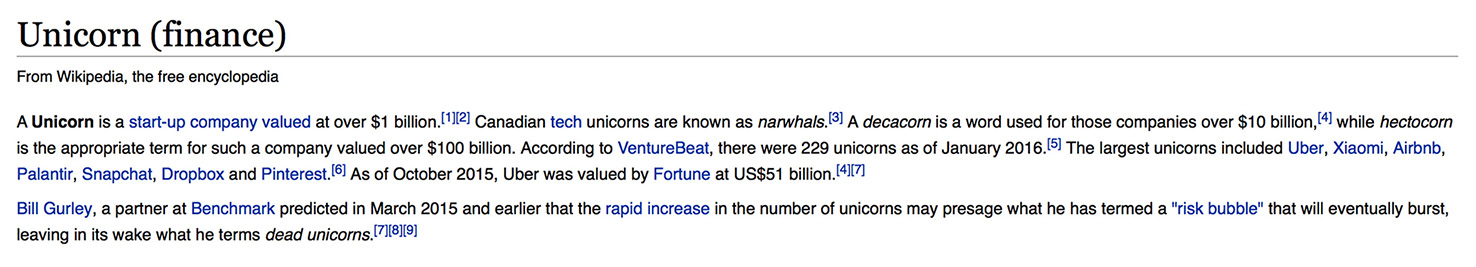 Unicorn (finance)
From Wikipedia, the free encyclopedia
A Unicorn is a start-up company valued at over $1 billion.[1][2] Canadian tech unicorns are known as narwhals.[3] A decacorn is a word used for those companies over $10 billion,[4] while hectocorn
is the appropriate term for such a company valued over $100 billion. According to VentureBeat, there were 229 unicorns as of January 2016.[5] The largest unicorns included Uber, Xiaomi, Airbnb,
Palantir, Snapchat, Dropbox and Pinterest.[6] As of October 2015, Uber was valued by Fortune at US$51 billion.[4][7]
Bill Gurley, a partner at Benchmark predicted in March 2015 and earlier that the rapid increase in the number of unicorns may presage what he has termed a "risk bubble" that will eventually burst,
leaving in its wake what he terms dead unicorns.[7][8][9]